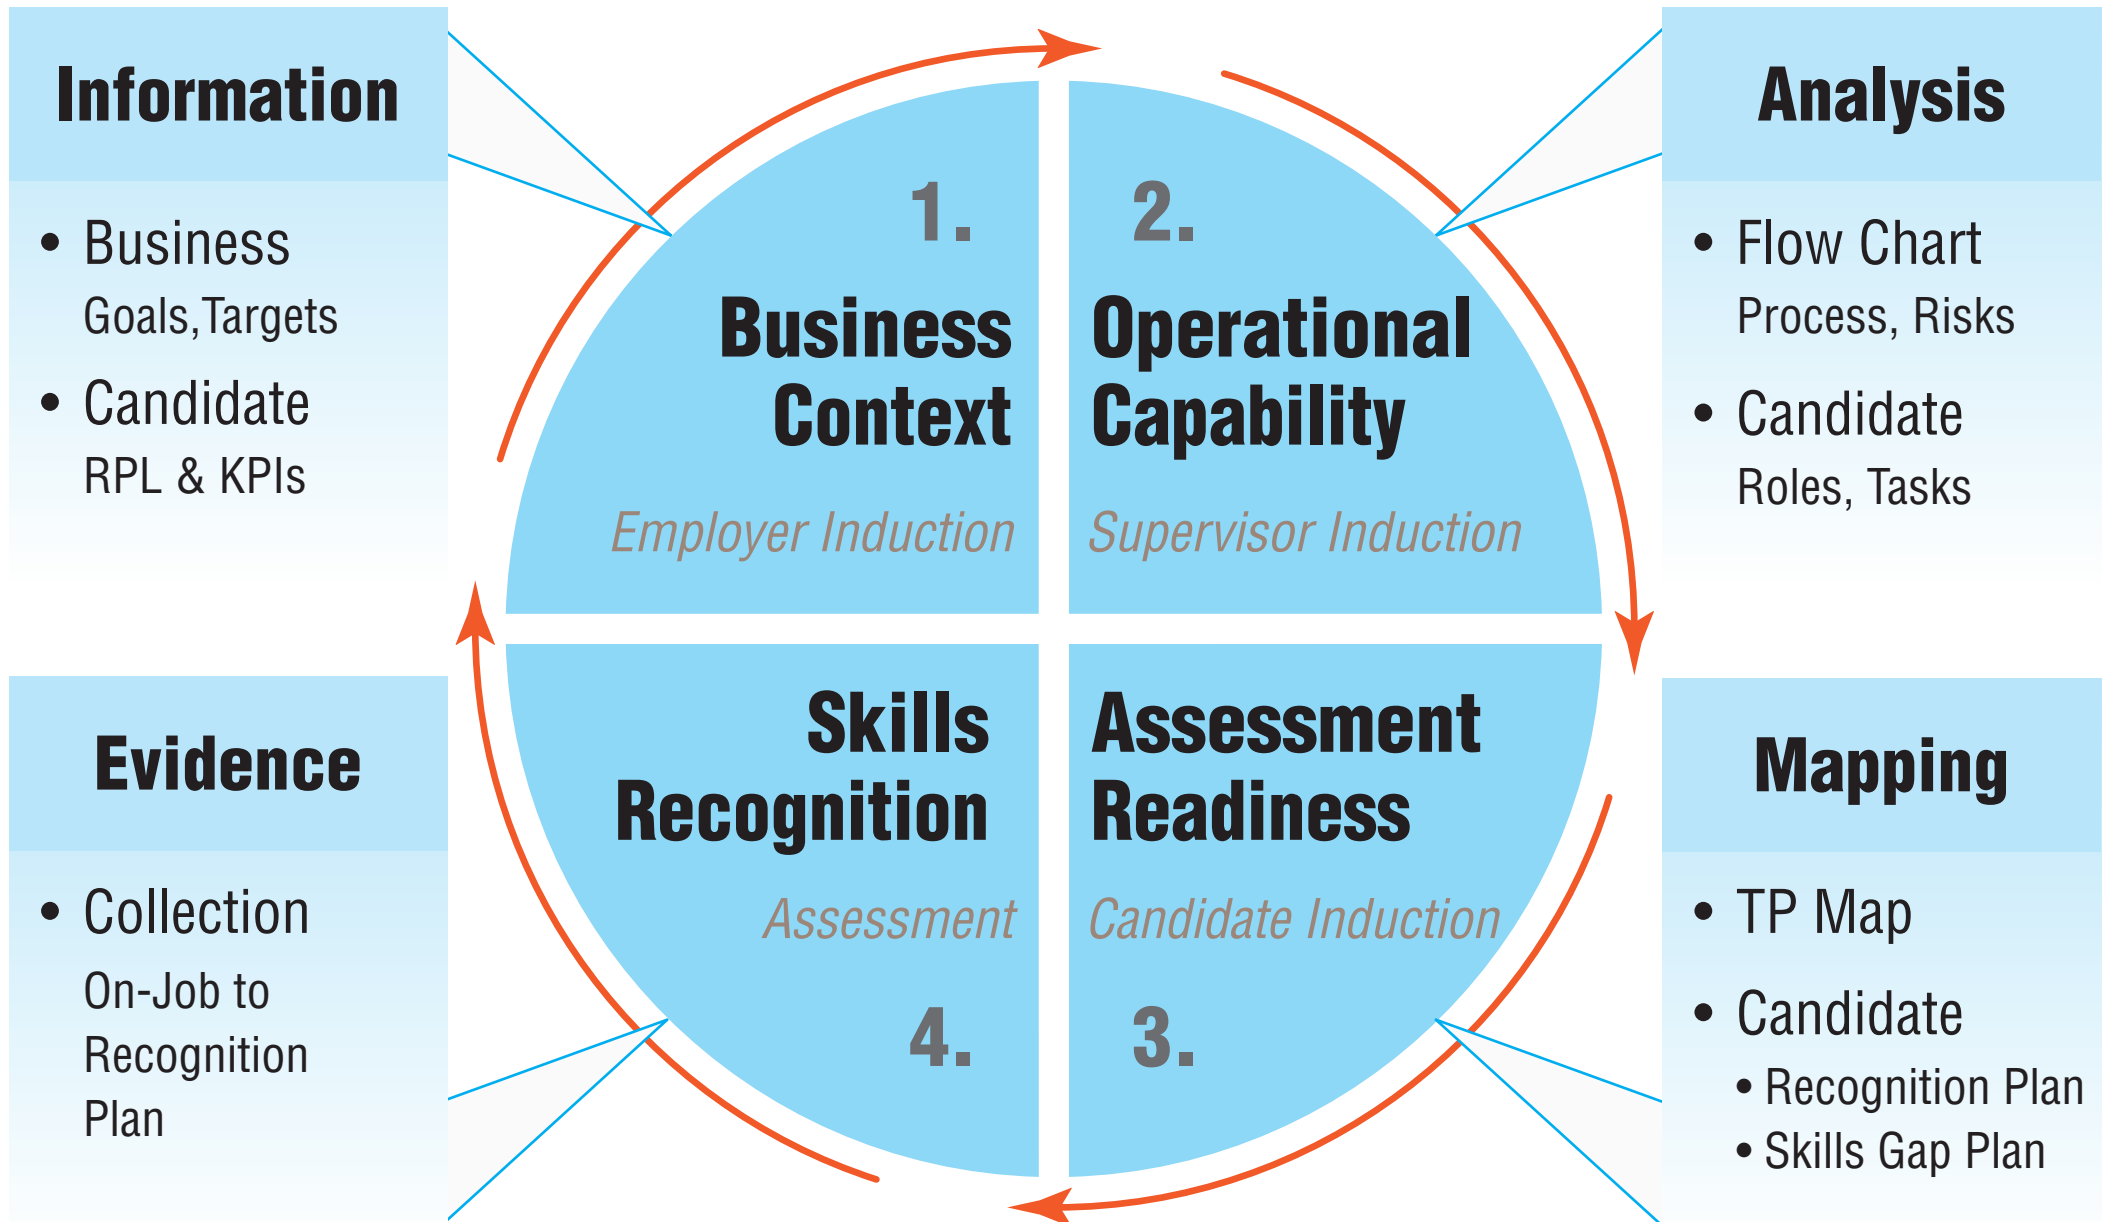 Information
• Business
Goals,Targets
• Candidate
RPL & KPIs
1.
Business
Context
Employer Induction
2.
Operational
Capability
Supervisor Induction
Analysis
• Flow Chart
Process, Risks
• Candidate
Roles, Tasks
Evidence
• Collection
On-Job to
Recognition
Plan
Skills
Recognition
Assessment
4.
Assessment
Readiness
Candidate Induction
3.
Mapping
• TP Map
• Candidate
• Recognition Plan
• Skills Gap Plan